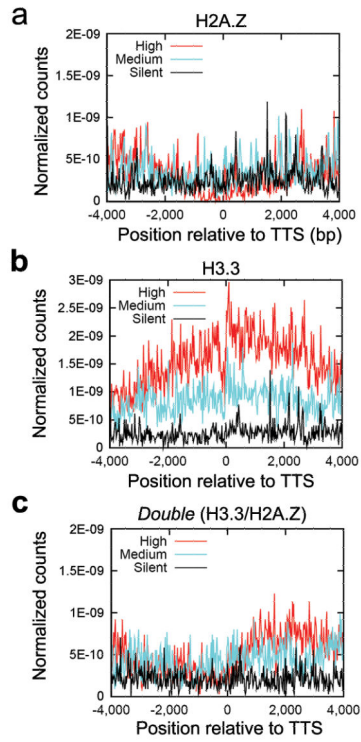 a
H2A.Z
2E-09
1.5E-09
1E-09
5E-10
0
Normalized counts
High
Medium
Silent
-4,000 -2,000 0 2,000 4,000
Position relative to TTS (bp)
b
H3.3
3E-09
2.5E-09
2E-09
1.5E-09
1E-09
5E-10
0
Normalized counts
High
Medium
Silent
-4,000 -2,000 0 2,000 4,000
Position relative to TTS
c
Double (H3.3/H2A.Z)
2E-09
1.5E-09
1E-09
5E-10
0
Normalized counts
High
Medium
Silent
-4,000 -2,000 0 2,000 4,000
Position relative to TTS